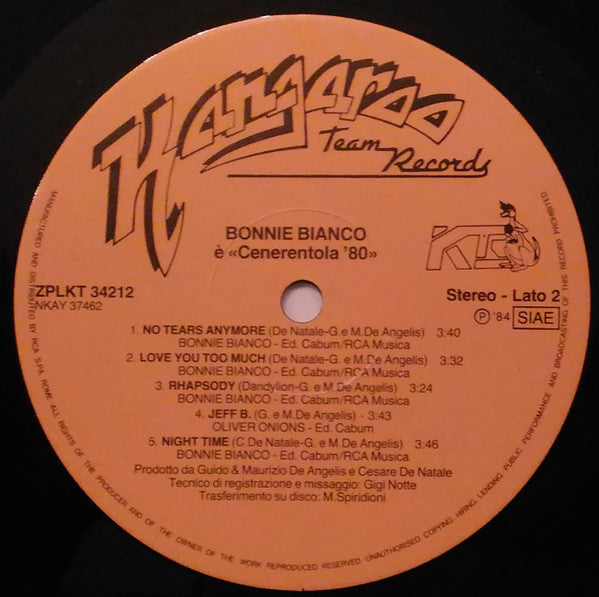 Kangaroo
Team Records
BONNIE BIANCO
è «Cenerentola '80»
KTR
ZPLKT 34212
NKAY 37462
Stereo - Lato 2
Ⓟ '84 SIAE
1. NO TEARS ANYMORE (De Natale-G. e M. De Angelis) 3:40
BONNIE BIANCO - Ed. Cabum/RCA Musica
2. LOVE YOU TOO MUCH (De Natale-G. e M. De Angelis) 3:32
BONNIE BIANCO - Ed. Cabum/RCA Musica
3. RHAPSODY (Dandylion-G. e M. De Angelis) 3:24
BONNIE BIANCO - Ed. Cabum/RCA Musica
4. JEFF B. (G. e M. De Angelis) - 3:43
OLIVER ONIONS - Ed. Cabum
5. NIGHT TIME (C. De Natale-G. e M. De Angelis) 3:46
BONNIE BIANCO - Ed. Cabum/RCA Musica
Prodotto da Guido & Maurizio De Angelis e Cesare De Natale
Tecnico di registrazione e missaggio: Gigi Notte
Trasferimento su disco: M. Spiridioni
MANUFACTURED AND DISTRIBUTED BY RCA S.P.A. ROME ALL RIGHTS OF THE PRODUCER AND OF THE OWNER OF THE WORK REPRODUCED RESERVED. UNAUTHORISED COPYING, HIRING, LENDING PUBLIC PERFORMANCE AND BROADCASTING OF THIS RECORD PROHIBITED.